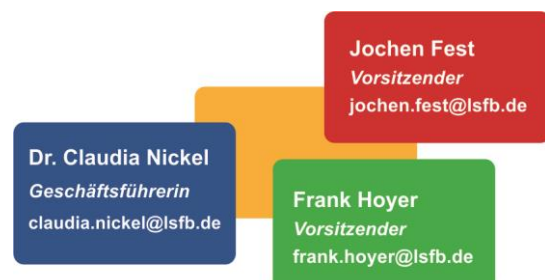 Jochen Fest
Vorsitzender
jochen.fest@lsfb.de
Dr. Claudia Nickel
Geschäftsführerin
claudia.nickel@lsfb.de
Frank Hoyer
Vorsitzender
frank.hoyer@lsfb.de